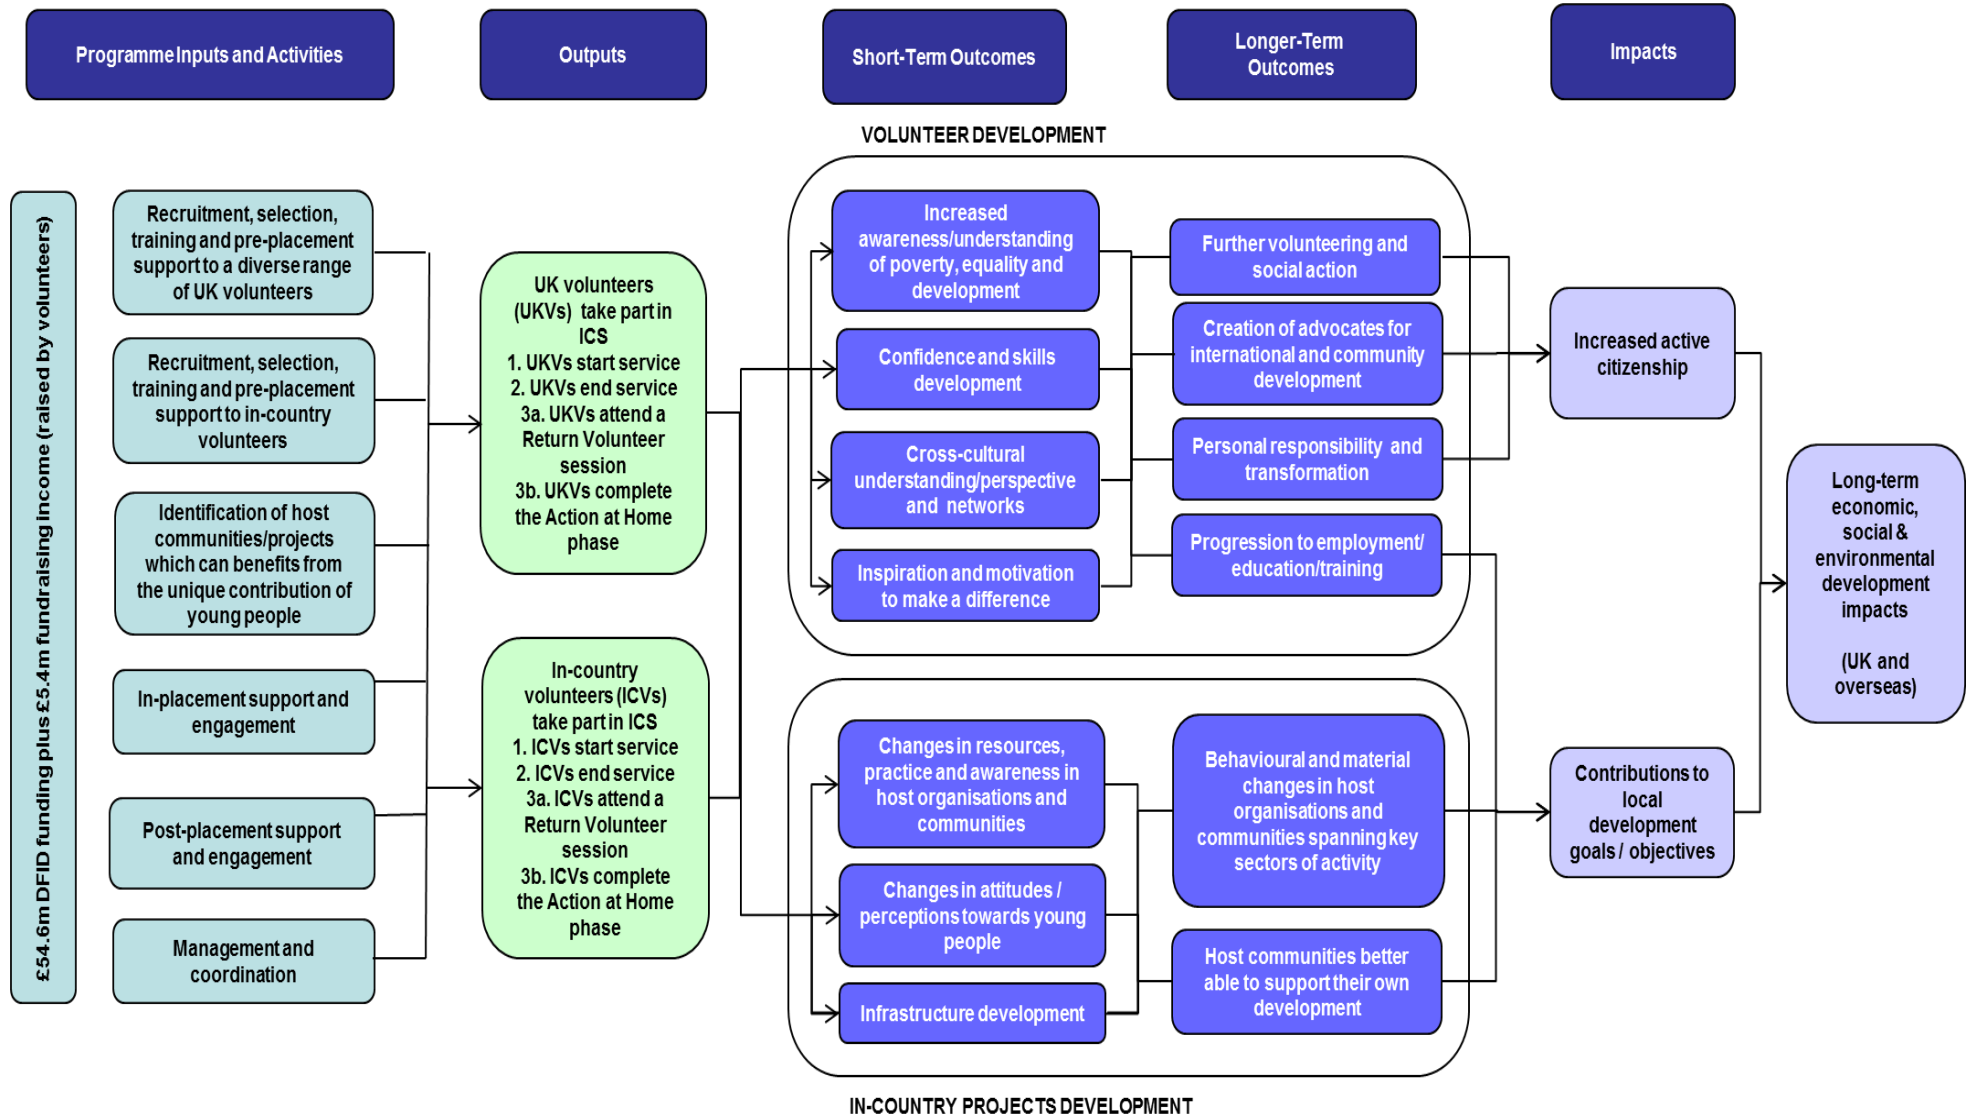 Programme Inputs and Activities
Outputs
Short-Term Outcomes
Longer-Term
Outcomes
Impacts
£54.6m DFID funding plus £5.4m fundraising income (raised by volunteers)
Recruitment, selection,
training and pre-placement
support to a diverse range
of UK volunteers
Recruitment, selection,
training and pre-placement
support to in-country
volunteers
Identification of host
communities/projects
which can benefits from
the unique contribution of
young people
In-placement support and
engagement
Post-placement support
and engagement
Management and
coordination
UK volunteers
(UKVs) take part in
ICS
1. UKVs start service
2. UKVs end service
3a. UKVs attend a
Return Volunteer
session
3b. UKVs complete
the Action at Home
phase
In-country
volunteers (ICVs)
take part in ICS
1. ICVs start service
2. ICVs end service
3a. ICVs attend a
Return Volunteer
session
3b. ICVs complete
the Action at Home
phase
VOLUNTEER DEVELOPMENT
Increased
awareness/understanding
of poverty, equality and
development
Confidence and skills
development
Cross-cultural
understanding/perspective
and networks
Inspiration and motivation
to make a difference
Further volunteering and
social action
Creation of advocates for
international and community
development
Personal responsibility and
transformation
Progression to employment/
education/training
Changes in resources,
practice and awareness in
host organisations and
communities
Changes in attitudes /
perceptions towards young
people
Infrastructure development
Behavioural and material
changes in host
organisations and
communities spanning key
sectors of activity
Host communities better
able to support their own
development
IN-COUNTRY PROJECTS DEVELOPMENT
Increased active
citizenship
Contributions to
local
development
goals / objectives
Long-term
economic,
social &
environmental
development
impacts
(UK and
overseas)